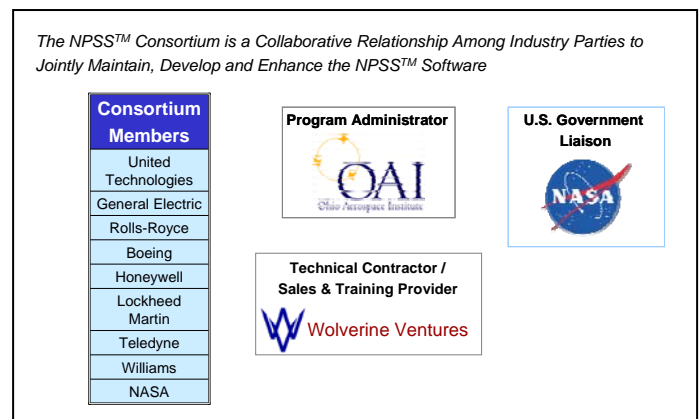 The NPSS™ Consortium is a Collaborative Relationship Among Industry Parties to
Jointly Maintain, Develop and Enhance the NPSS™ Software
Consortium
Members
United
Technologies
General Electric
Rolls-Royce
Boeing
Honeywell
Lockheed
Martin
Teledyne
Williams
NASA
Program Administrator
OAI
Ohio Aerospace Institute
Technical Contractor /
Sales & Training Provider
Wolverine Ventures
U.S. Government
Liaison
NASA